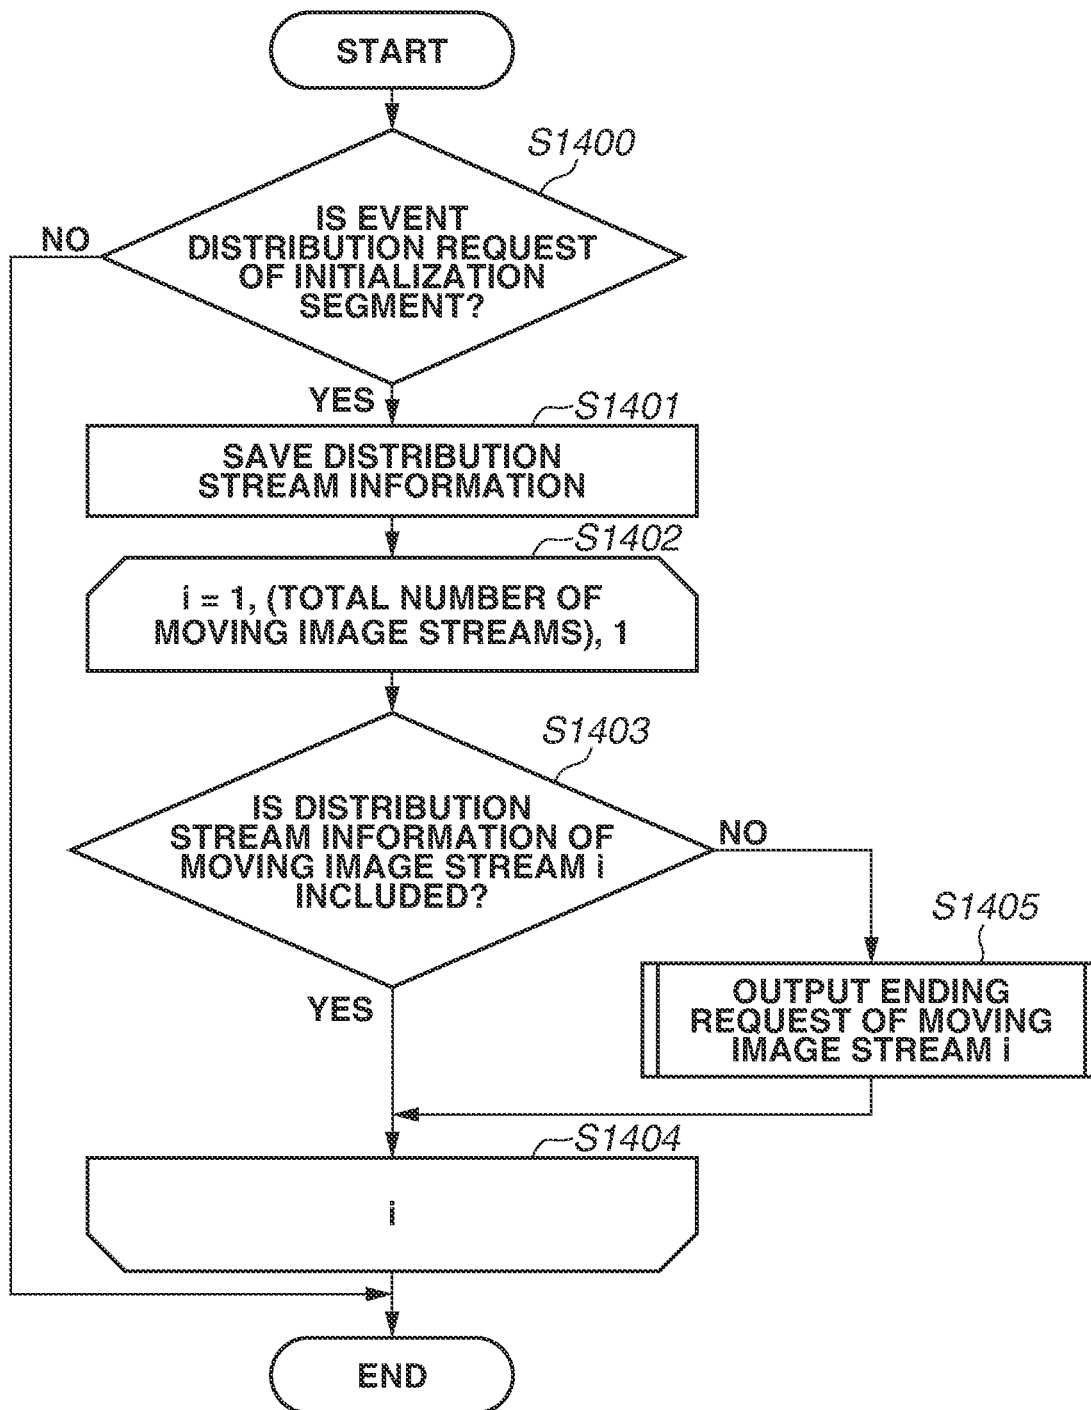 START
S1400
IS EVENT
DISTRIBUTION REQUEST
OF INITIALIZATION
SEGMENT?
NO
YES
S1401
SAVE DISTRIBUTION
STREAM INFORMATION
S1402
i = 1, (TOTAL NUMBER OF
MOVING IMAGE STREAMS), 1
S1403
IS DISTRIBUTION
STREAM INFORMATION OF
MOVING IMAGE STREAM i
INCLUDED?
NO
YES
S1405
OUTPUT ENDING
REQUEST OF MOVING
IMAGE STREAM i
S1404
i
END